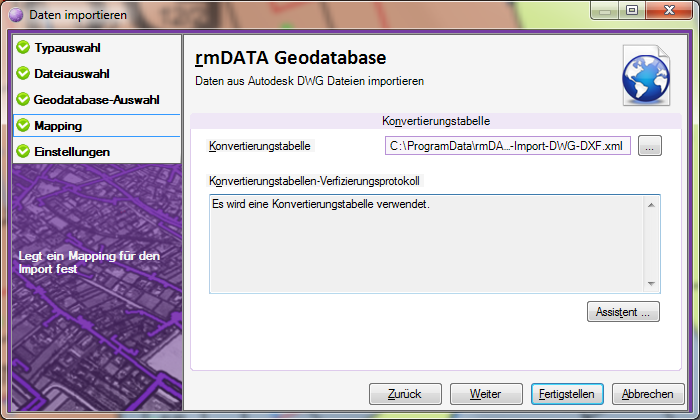 Daten importieren
Typauswahl
Dateiauswahl
Geodatabase-Auswahl
Mapping
Einstellungen
Legt ein Mapping für den
Import fest
rmDATA Geodatabase
Daten aus Autodesk DWG Dateien importieren
Konvertierungstabelle
Konvertierungstabelle
C:\ProgramData\rmDA...-Import-DWG-DXF.xml
...
Konvertierungstabellen-Verfizierungsprotokoll
Es wird eine Konvertierungstabelle verwendet.
Assistent ...
Zurück
Weiter
Fertigstellen
Abbrechen